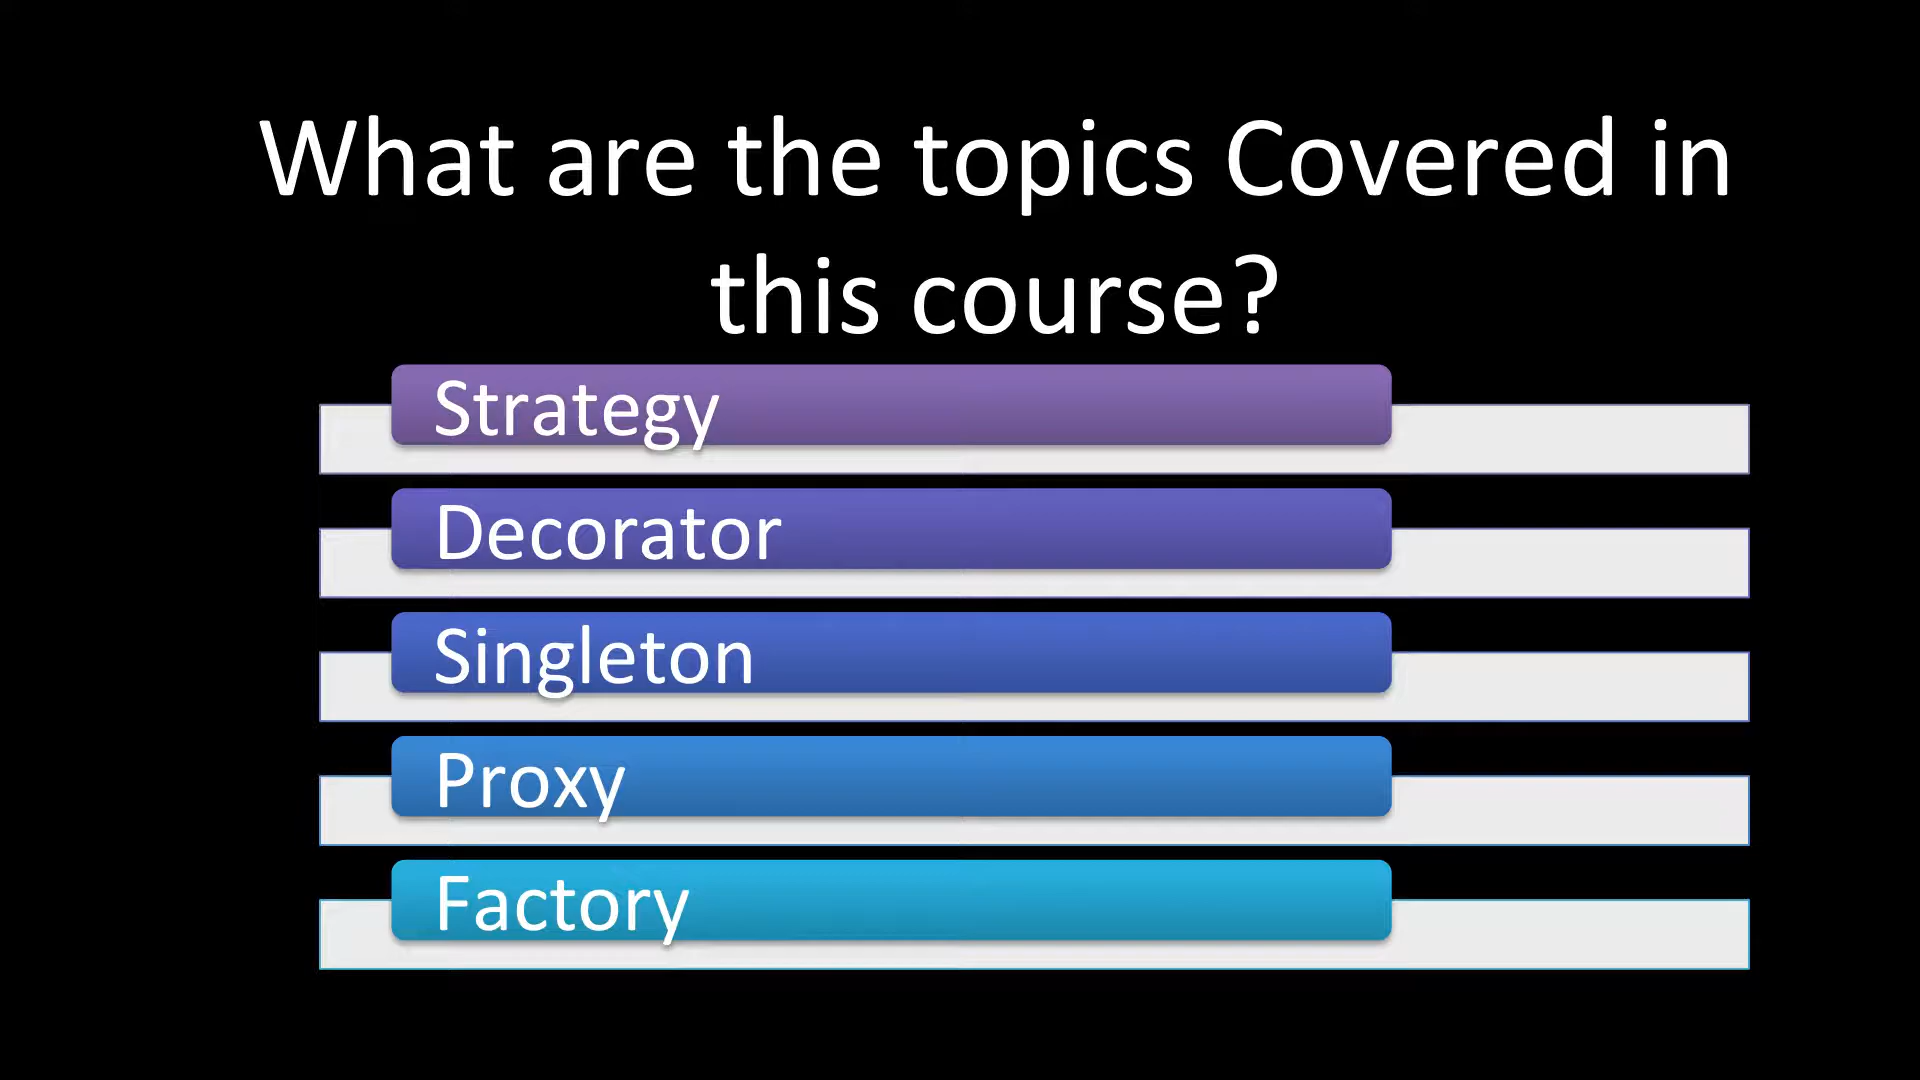 What are the topics Covered in
this course?
Strategy
Decorator
Singleton
Proxy
Factory